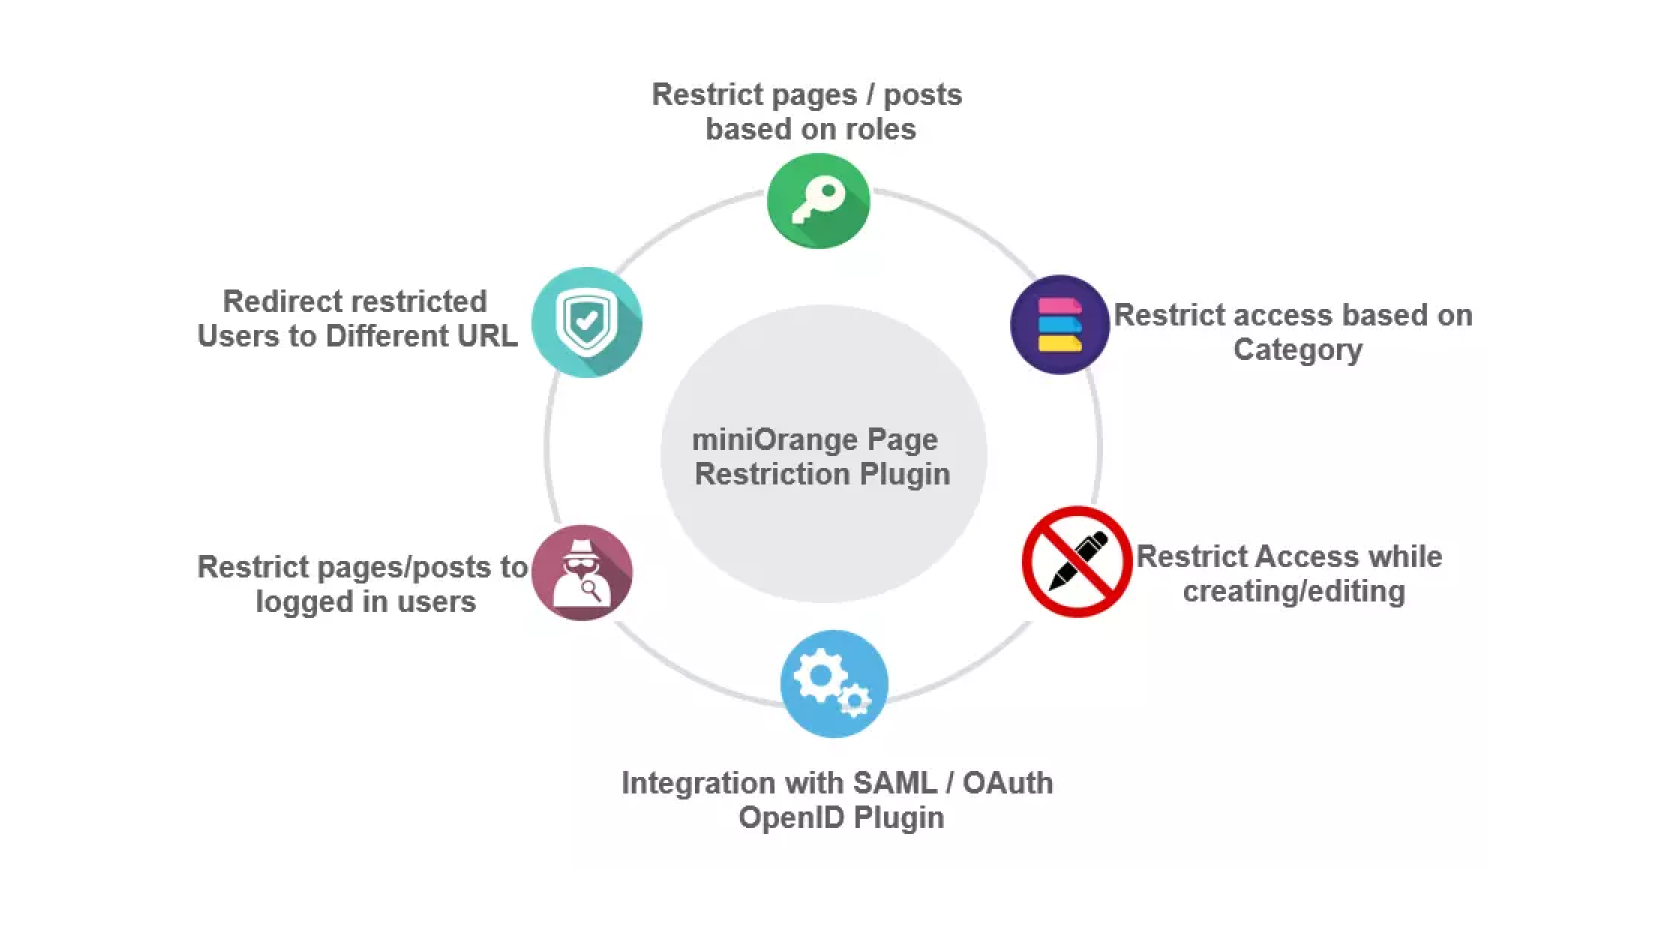 Restrict pages / posts
based on roles
Redirect restricted
Users to Different URL
Restrict access based on
Category
miniOrange Page
Restriction Plugin
Restrict pages/posts to
logged in users
Restrict Access while
creating/editing
Integration with SAML / OAuth
OpenID Plugin